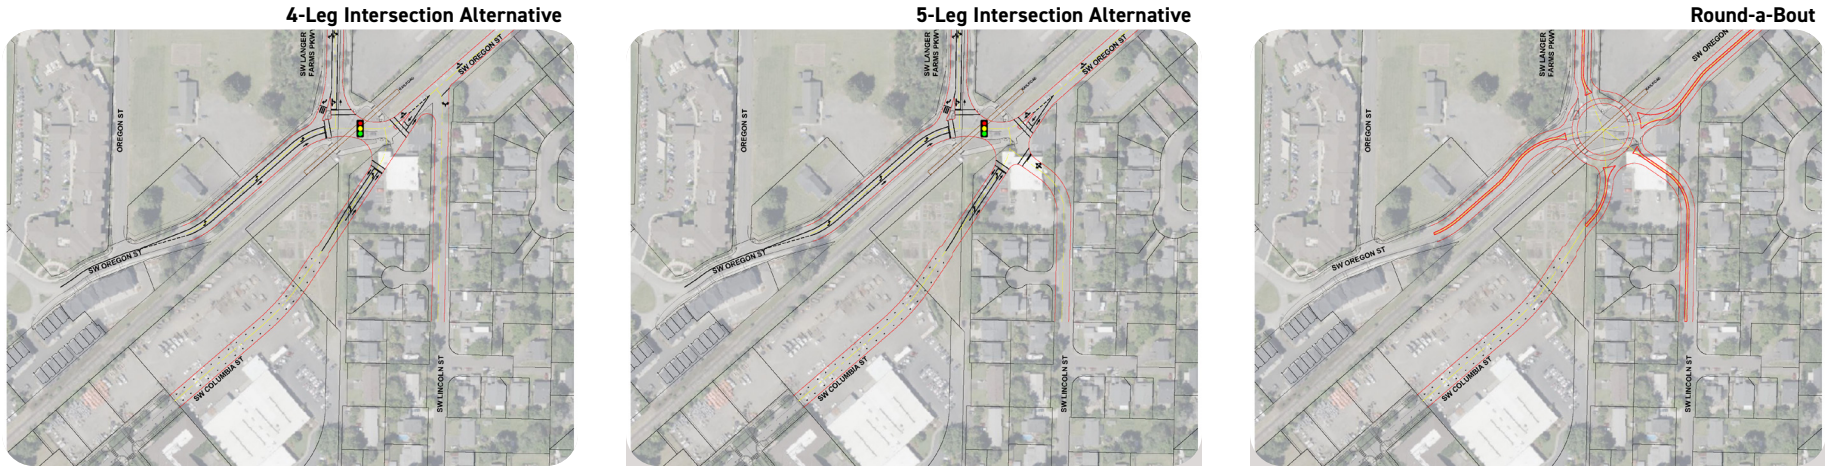 4-Leg Intersection Alternative
SW LANGER
FARMS PKWY
SW OREGON ST
RAILROAD
OREGON ST
SW OREGON ST
SW COLUMBIA ST
SW LINCOLN ST
5-Leg Intersection Alternative
SW LANGER
FARMS PKWY
SW OREGON ST
RAILROAD
OREGON ST
SW OREGON ST
SW COLUMBIA ST
SW LINCOLN ST
Round-a-Bout
SW LANGER
FARMS PKWY
SW OREGON
RAILROAD
OREGON ST
SW OREGON ST
SW COLUMBIA ST
SW LINCOLN ST